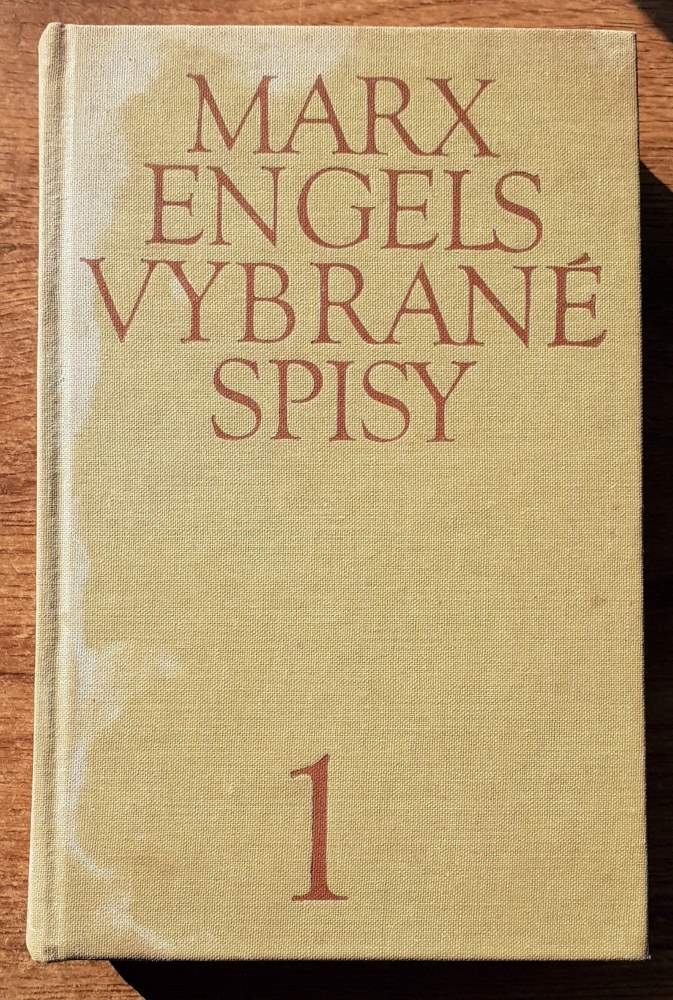 MARX
ENGELS
VYBRANÉ
SPISY
1